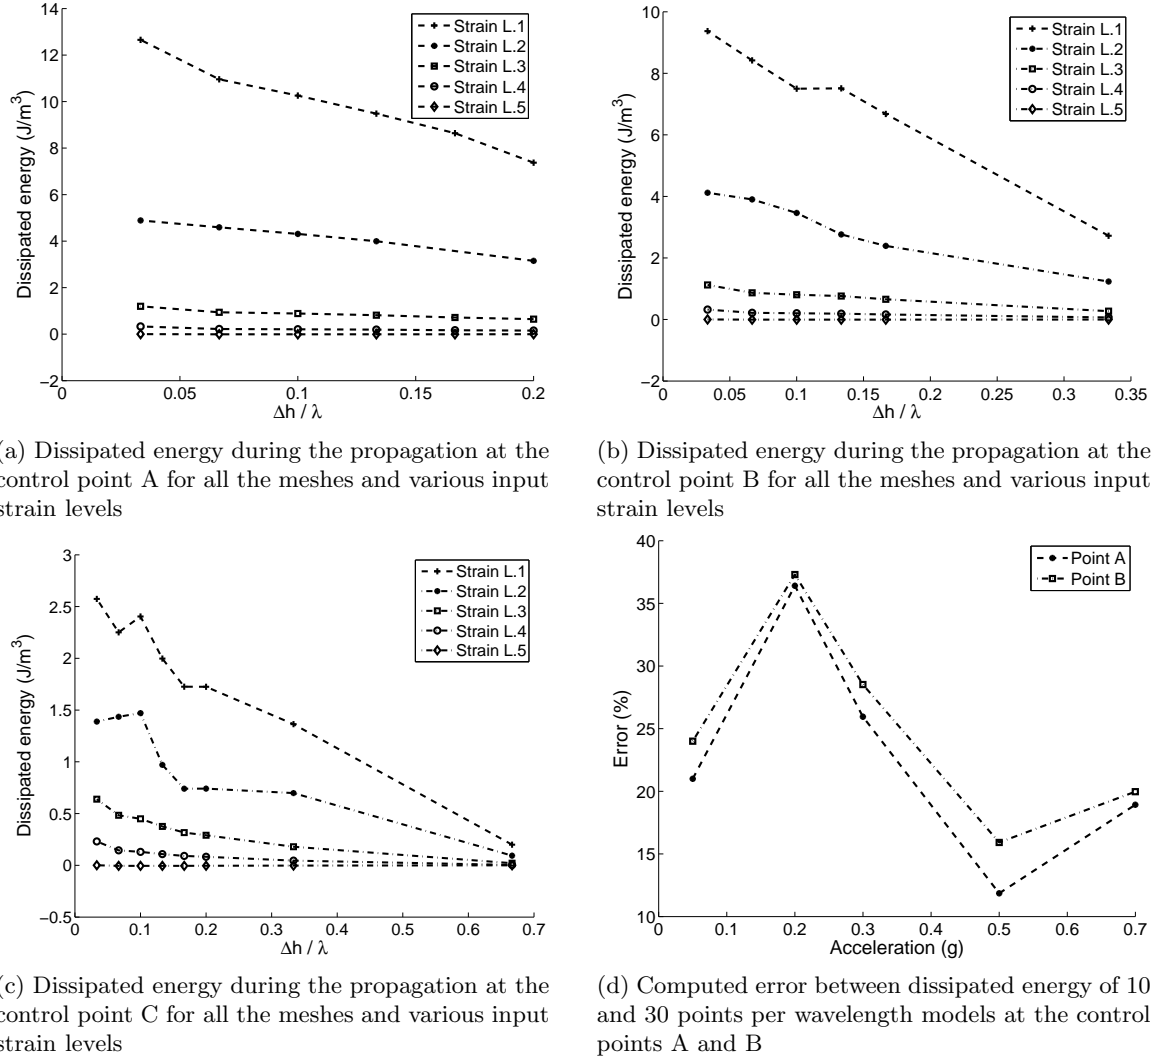 14
12
10
8
6
4
2
0
−2
0
0.05
0.1
0.15
0.2
Δh / λ
Dissipated energy (J/m³)
Strain L.1
Strain L.2
Strain L.3
Strain L.4
Strain L.5
10
8
6
4
2
0
−2
0
0.05
0.1
0.15
0.2
0.25
0.3
0.35
Δh / λ
Dissipated energy (J/m³)
Strain L.1
Strain L.2
Strain L.3
Strain L.4
Strain L.5
(a) Dissipated energy during the propagation at the
control point A for all the meshes and various input
strain levels
(b) Dissipated energy during the propagation at the
control point B for all the meshes and various input
strain levels
3
2.5
2
1.5
1
0.5
0
−0.5
0
0.1
0.2
0.3
0.4
0.5
0.6
0.7
Δh / λ
Dissipated energy (J/m³)
Strain L.1
Strain L.2
Strain L.3
Strain L.4
Strain L.5
40
35
30
25
20
15
10
0
0.1
0.2
0.3
0.4
0.5
0.6
0.7
Acceleration (g)
Error (%)
Point A
Point B
(c) Dissipated energy during the propagation at the
control point C for all the meshes and various input
strain levels
(d) Computed error between dissipated energy of 10
and 30 points per wavelength models at the control
points A and B